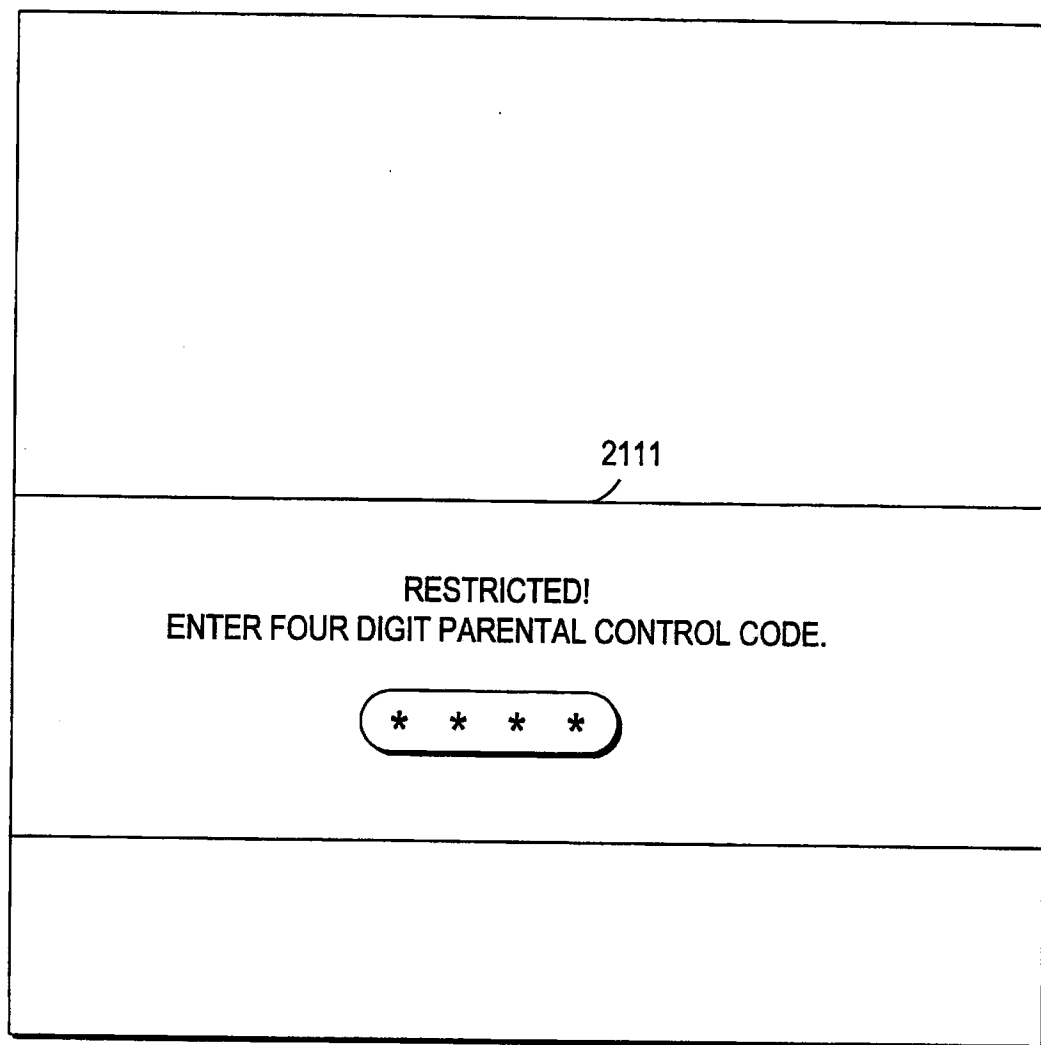 2111
RESTRICTED!
ENTER FOUR DIGIT PARENTAL CONTROL CODE.
* * * *